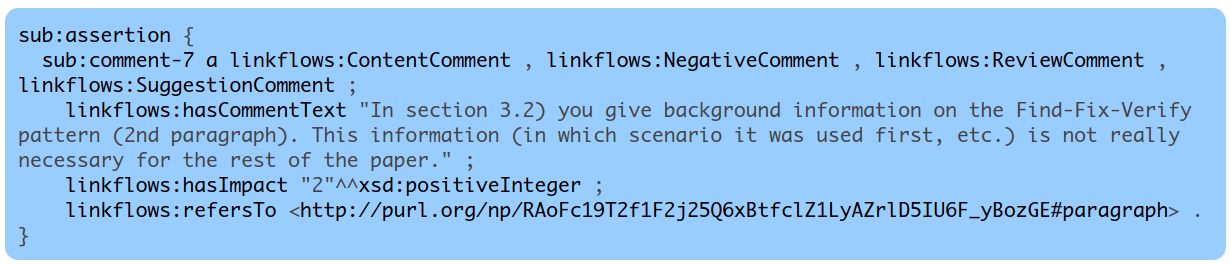 sub:assertion {
sub:comment-7 a linkflows:ContentComment , linkflows:NegativeComment , linkflows:ReviewComment ,
linkflows:SuggestionComment ;
linkflows:hasCommentText "In section 3.2) you give background information on the Find-Fix-Verify
pattern (2nd paragraph). This information (in which scenario it was used first, etc.) is not really
necessary for the rest of the paper." ;
linkflows:hasImpact "2"^^xsd:positiveInteger ;
linkflows:refersTo <http://purl.org/np/RAoFc19T2f1F2j25Q6xBtfclZ1LyAZrlD5IU6F_yBozGE#paragraph> .
}